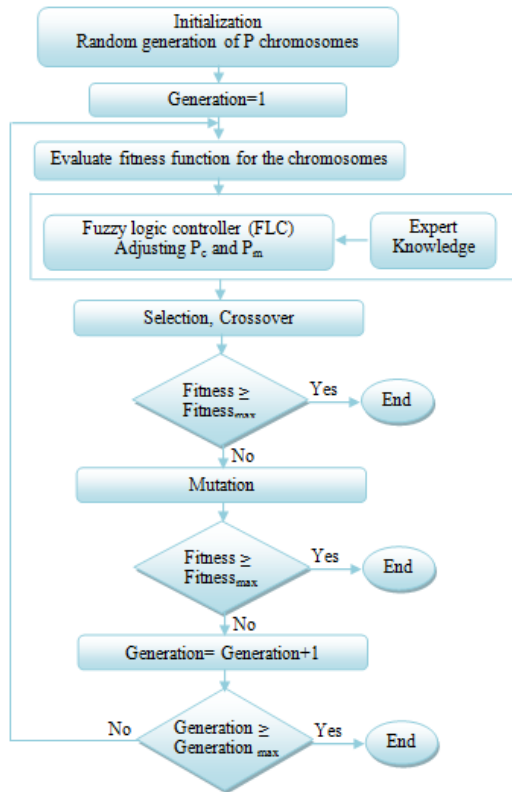 Initialization
Random generation of P chromosomes
Generation=1
Evaluate fitness function for the chromosomes
Fuzzy logic controller (FLC)
Adjusting Pc and Pm
Expert
Knowledge
Selection, Crossover
Fitness ≥
Fitnessmax
Yes
End
No
Mutation
Fitness ≥
Fitnessmax
Yes
End
No
Generation= Generation+1
No
Generation ≥
Generation max
Yes
End